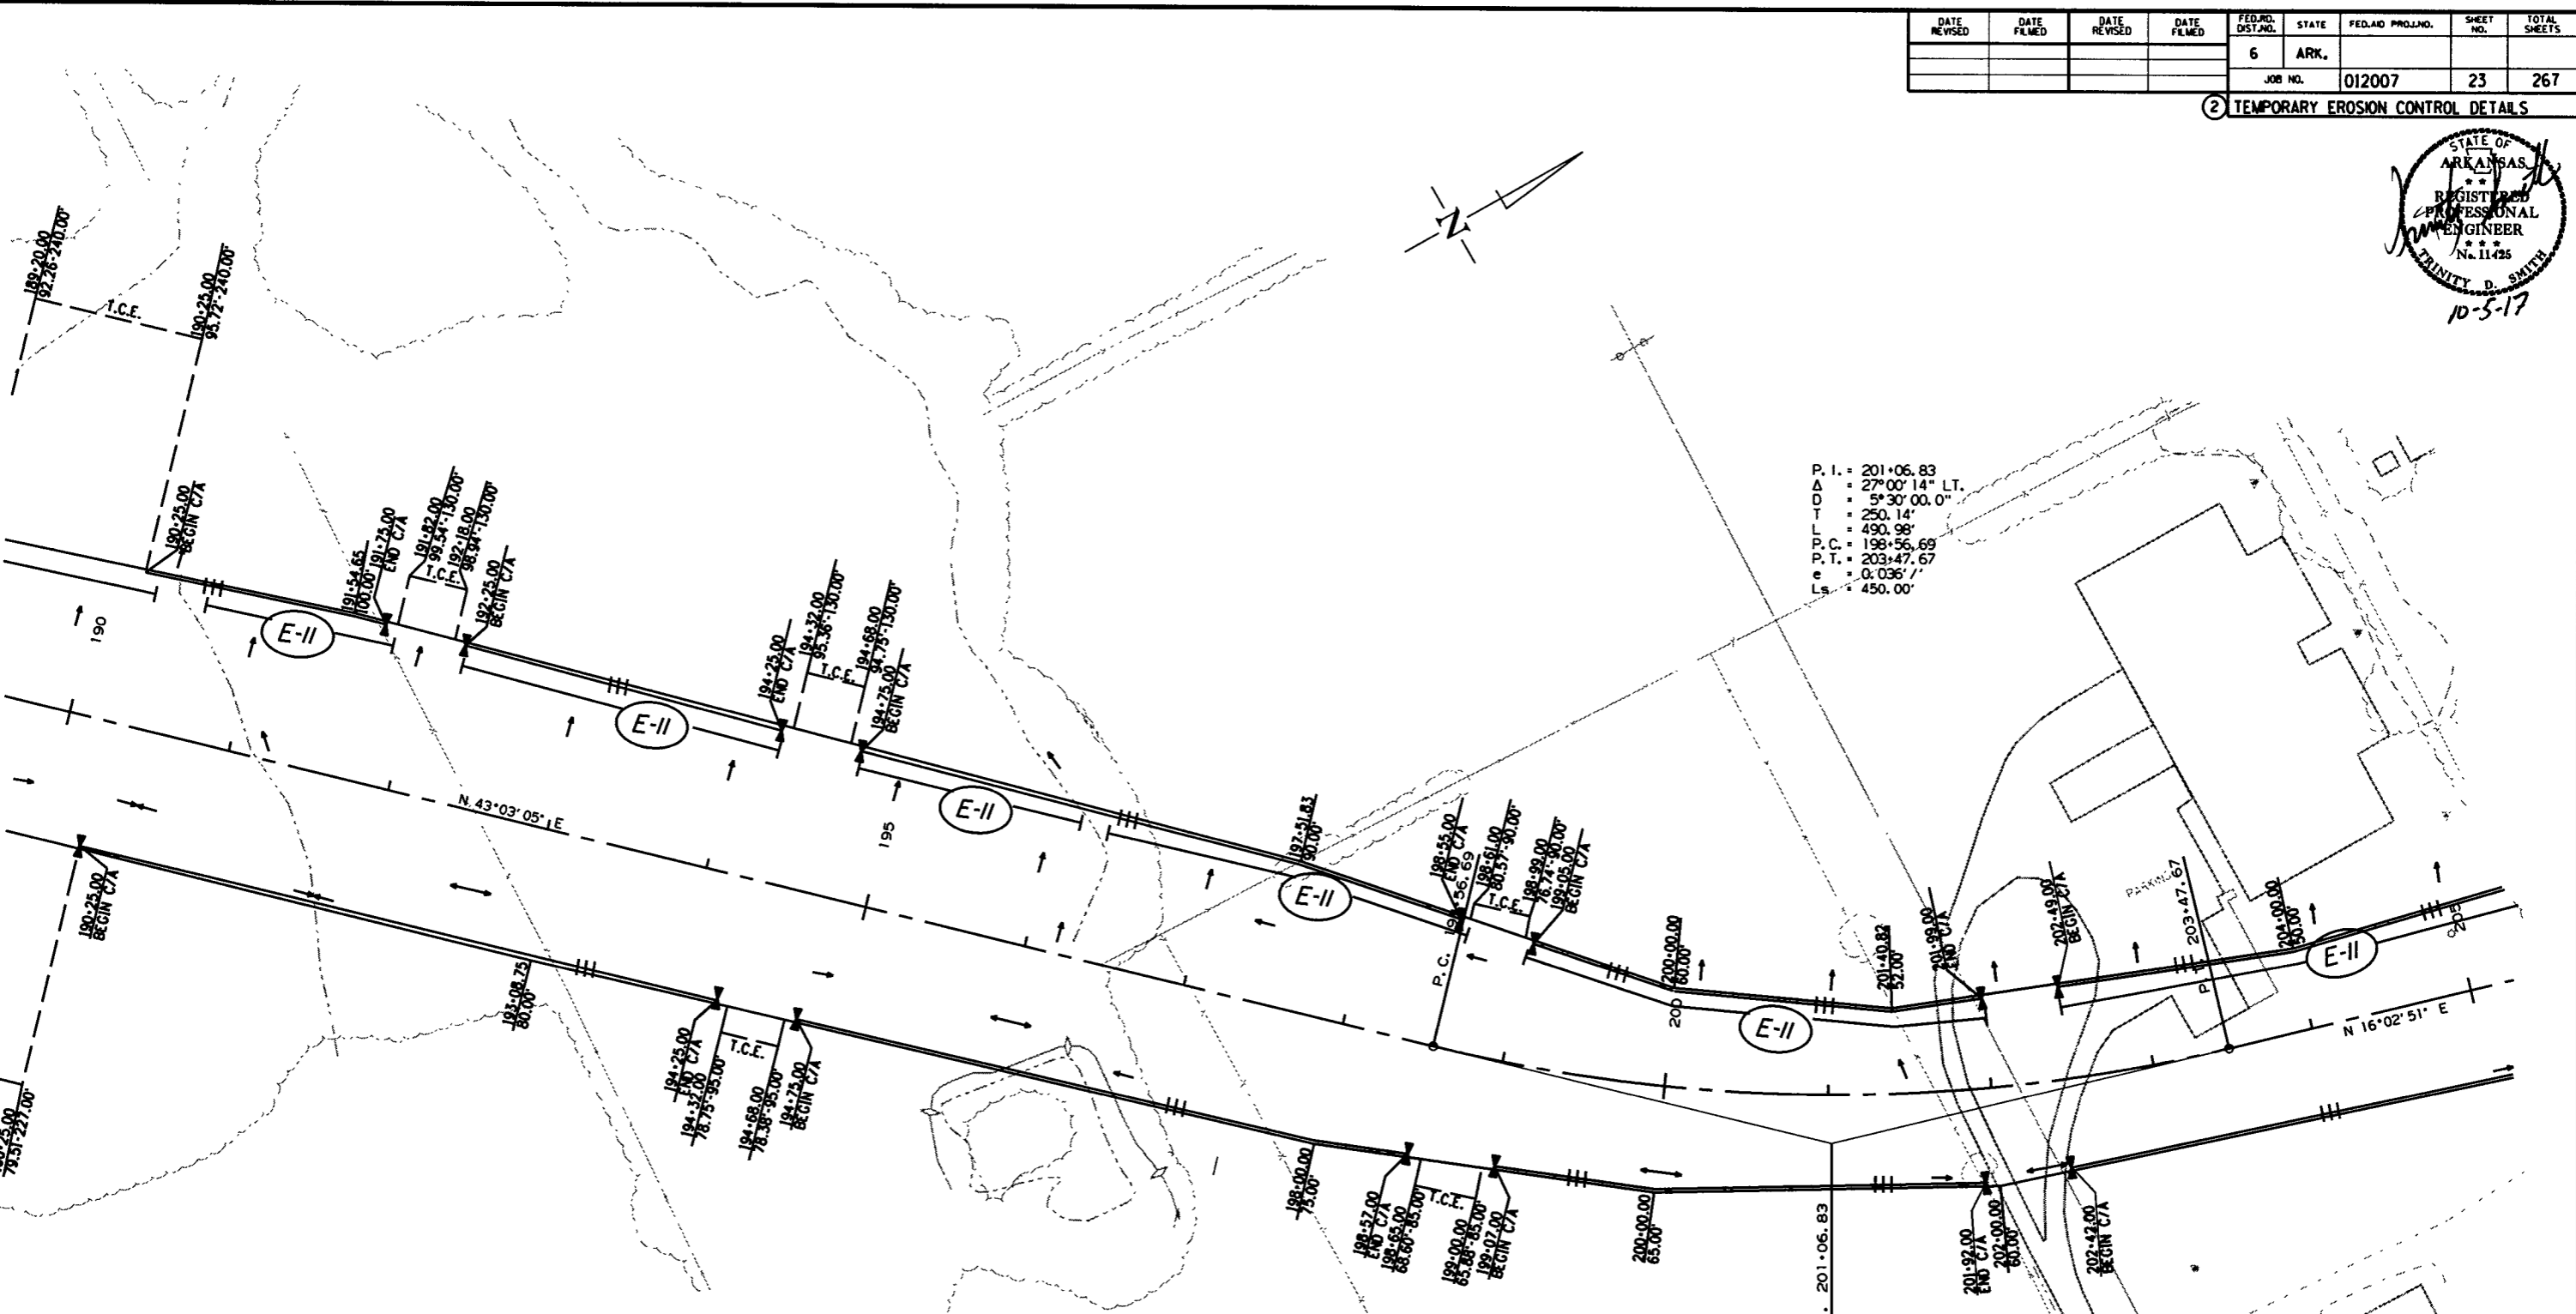 DATE REVISED
DATE FILMED
DATE REVISED
DATE FILMED
FED.RD. DIST.NO.
STATE
FED.AID PROJ.NO.
SHEET NO.
TOTAL SHEETS
6
ARK.
JOB NO.
012007
23
267
2
TEMPORARY EROSION CONTROL DETAILS
STATE OF
ARKANSAS
REGISTERED
PROFESSIONAL
ENGINEER
No. 11425
TRINITY D. SMITH
10-5-17
N
189+20.00
92.26'-240.00'
T.C.E.
190+25.00
95.72'-240.00'
190+25.00
BEGIN C/A
191+54.65
100.00'
191+75.00
END C/A
191+82.00
99.54'-130.00'
T.C.E.
192+18.00
98.94'-130.00'
192+25.00
BEGIN C/A
194+25.00
END C/A
194+32.00
95.36'-130.00'
T.C.E.
194+68.00
94.75'-130.00'
194+75.00
BEGIN C/A
197+51.83
90.00'
198+55.00
END C/A
198+56.69
P.C.
198+61.00
80.57'-90.00'
T.C.E.
198+99.00
76.74'-90.00'
199+05.00
BEGIN C/A
200+00.00
60.00'
201+40.82
52.00'
201+99.00
END C/A
202+49.00
BEGIN C/A
203+47.67
204+00.00
50.00'
P.I. = 201+06.83
Δ = 27°00'14" LT.
D = 5°30'00.0"
T = 250.14'
L = 490.98'
P.C. = 198+56.69
P.T. = 203+47.67
e = 0.036'/'
Ls = 450.00'
PARKING
190
195
200
205
E-11
E-11
E-11
E-11
E-11
E-11
N 43°03'05" E
N 16°02'51" E
79.51'-227.00'
190+25.00
BEGIN C/A
193+08.75
80.00'
194+25.00
END C/A
194+32.00
78.75'-95.00'
T.C.E.
194+68.00
78.38'-95.00'
194+75.00
BEGIN C/A
198+00.00
75.00'
198+57.00
END C/A
198+65.00
68.60'-85.00'
T.C.E.
199+00.00
65.88'-85.00'
199+07.00
BEGIN C/A
200+00.00
65.00'
201+06.83
201+92.00
END C/A
202+00.00
60.00'
202+42.00
BEGIN C/A